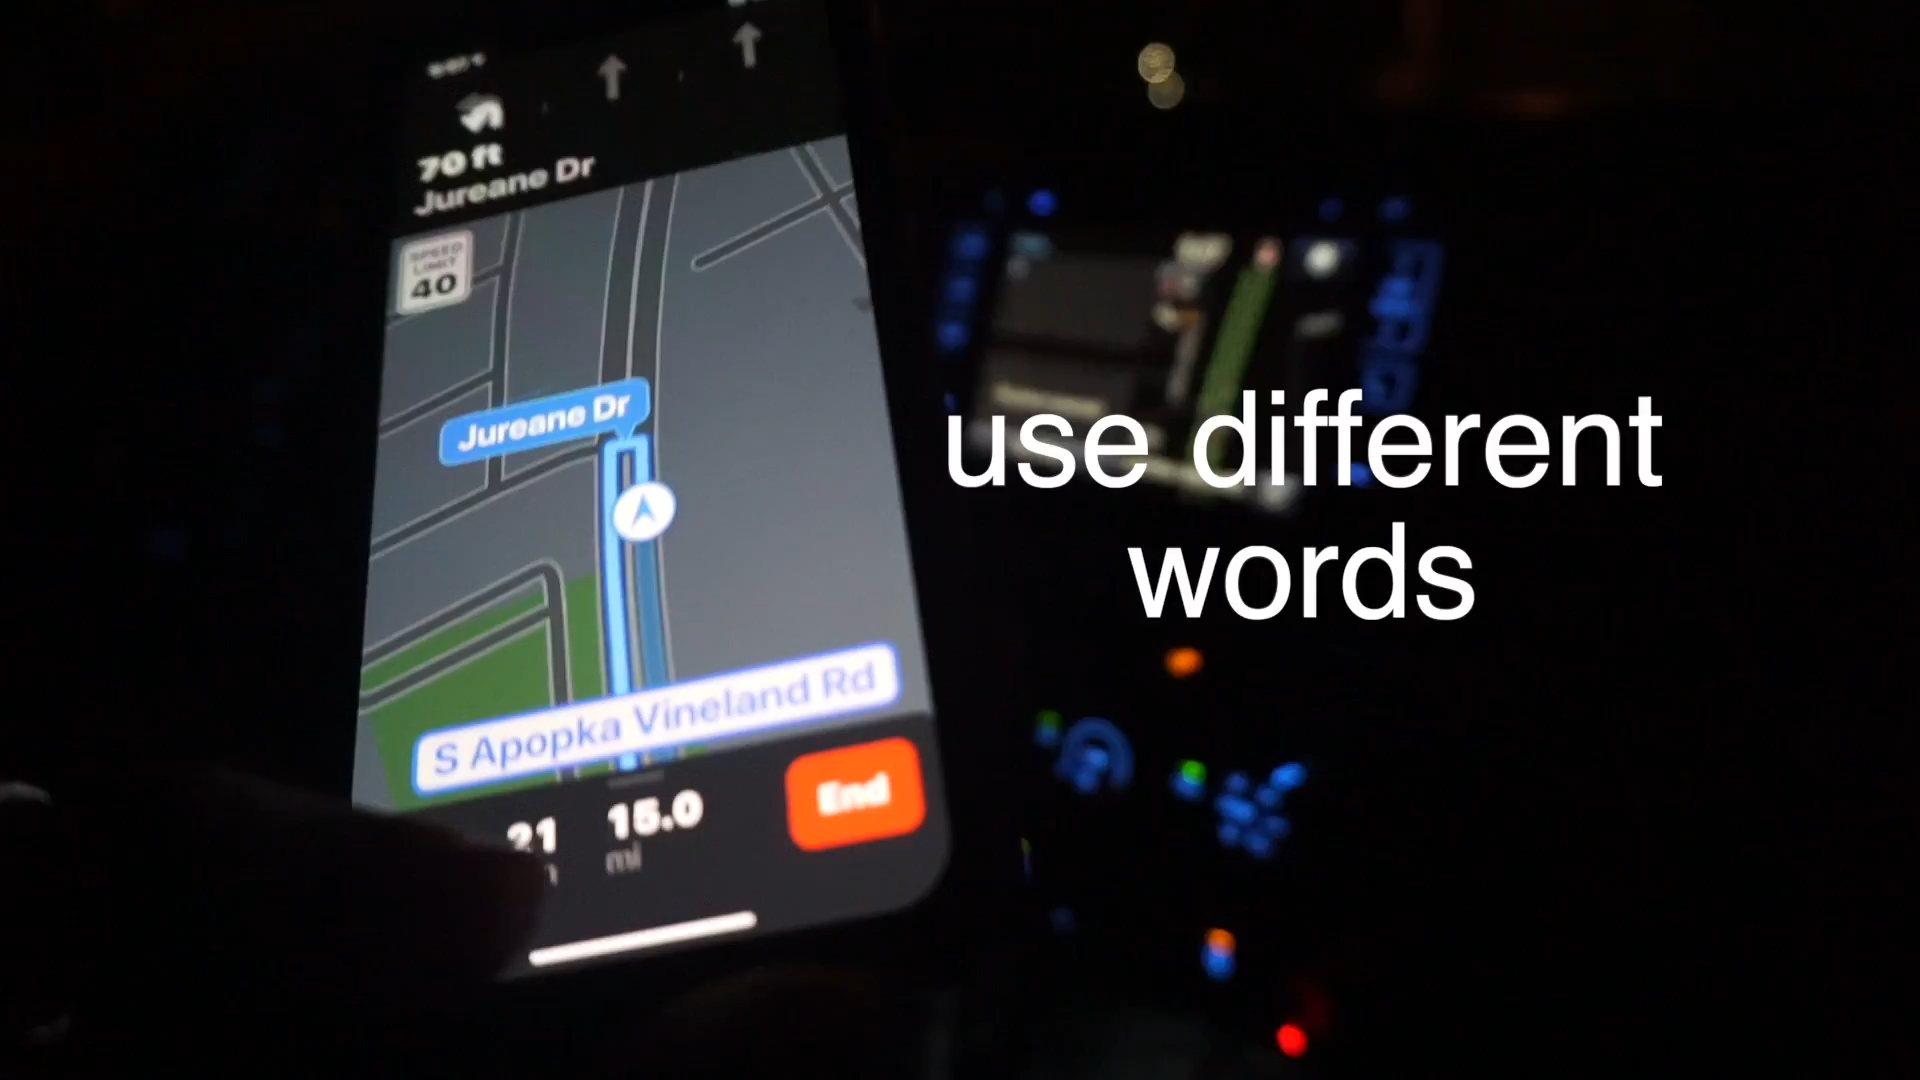 70 ft
Jureane Dr
SPEED
LIMIT
40
Jureane Dr
use different
words
S Apopka Vineland Rd
21
15.0
mi
End